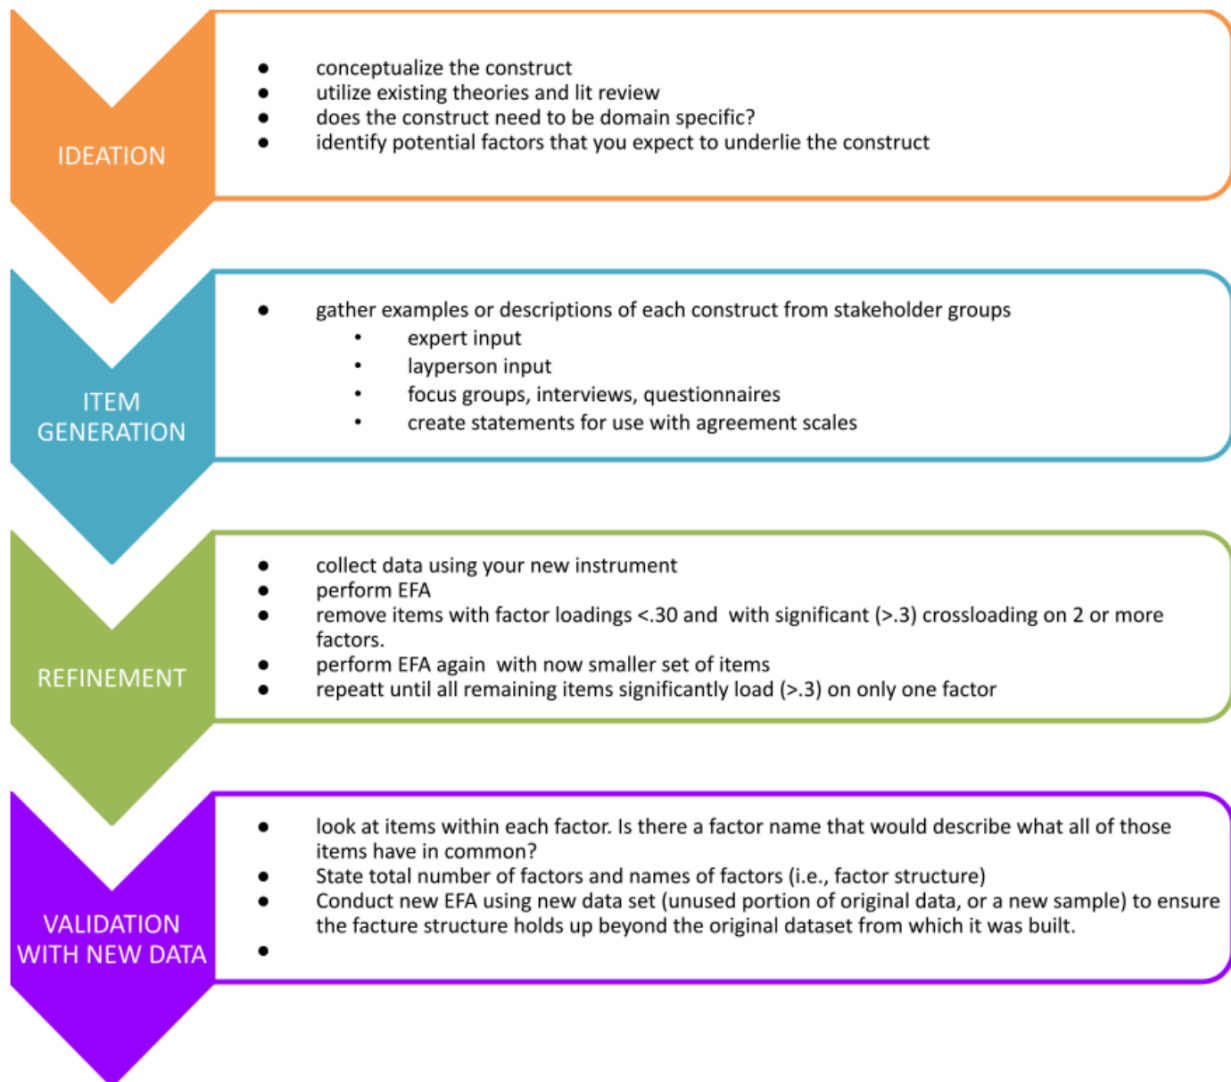 IDEATION
● conceptualize the construct
● utilize existing theories and lit review
● does the construct need to be domain specific?
● identify potential factors that you expect to underlie the construct
ITEM
GENERATION
● gather examples or descriptions of each construct from stakeholder groups
• expert input
• layperson input
• focus groups, interviews, questionnaires
• create statements for use with agreement scales
REFINEMENT
● collect data using your new instrument
● perform EFA
● remove items with factor loadings <.30 and  with significant (>.3) crossloading on 2 or more
factors.
● perform EFA again  with now smaller set of items
● repeatt until all remaining items significantly load (>.3) on only one factor
VALIDATION
WITH NEW DATA
● look at items within each factor. Is there a factor name that would describe what all of those
items have in common?
● State total number of factors and names of factors (i.e., factor structure)
● Conduct new EFA using new data set (unused portion of original data, or a new sample) to ensure
the facture structure holds up beyond the original dataset from which it was built.
●